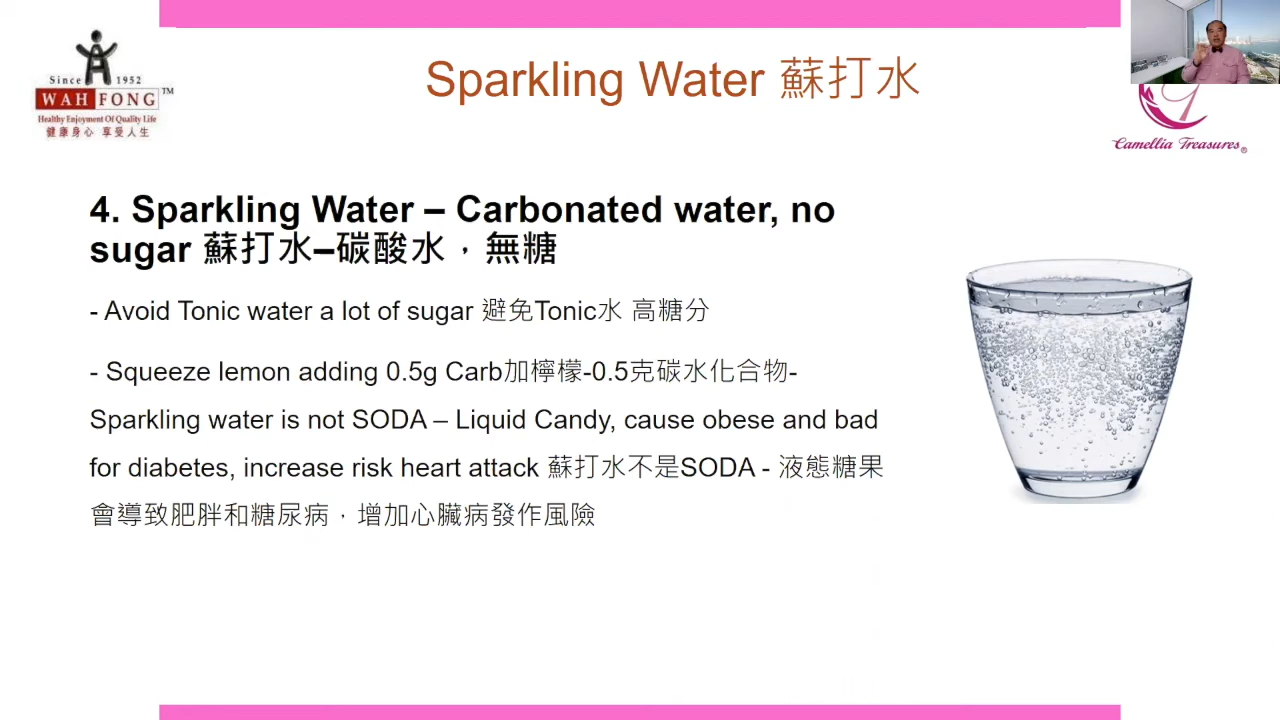 Since 1952
WAH FONG TM
Healthy Enjoyment Of Quality Life
健康身心 享受人生
Sparkling Water 蘇打水
Camellia Treasures®
4. Sparkling Water – Carbonated water, no
sugar 蘇打水–碳酸水，無糖
- Avoid Tonic water a lot of sugar 避免Tonic水 高糖分
- Squeeze lemon adding 0.5g Carb加檸檬-0.5克碳水化合物-
Sparkling water is not SODA – Liquid Candy, cause obese and bad
for diabetes, increase risk heart attack 蘇打水不是SODA - 液態糖果
會導致肥胖和糖尿病，增加心臟病發作風險